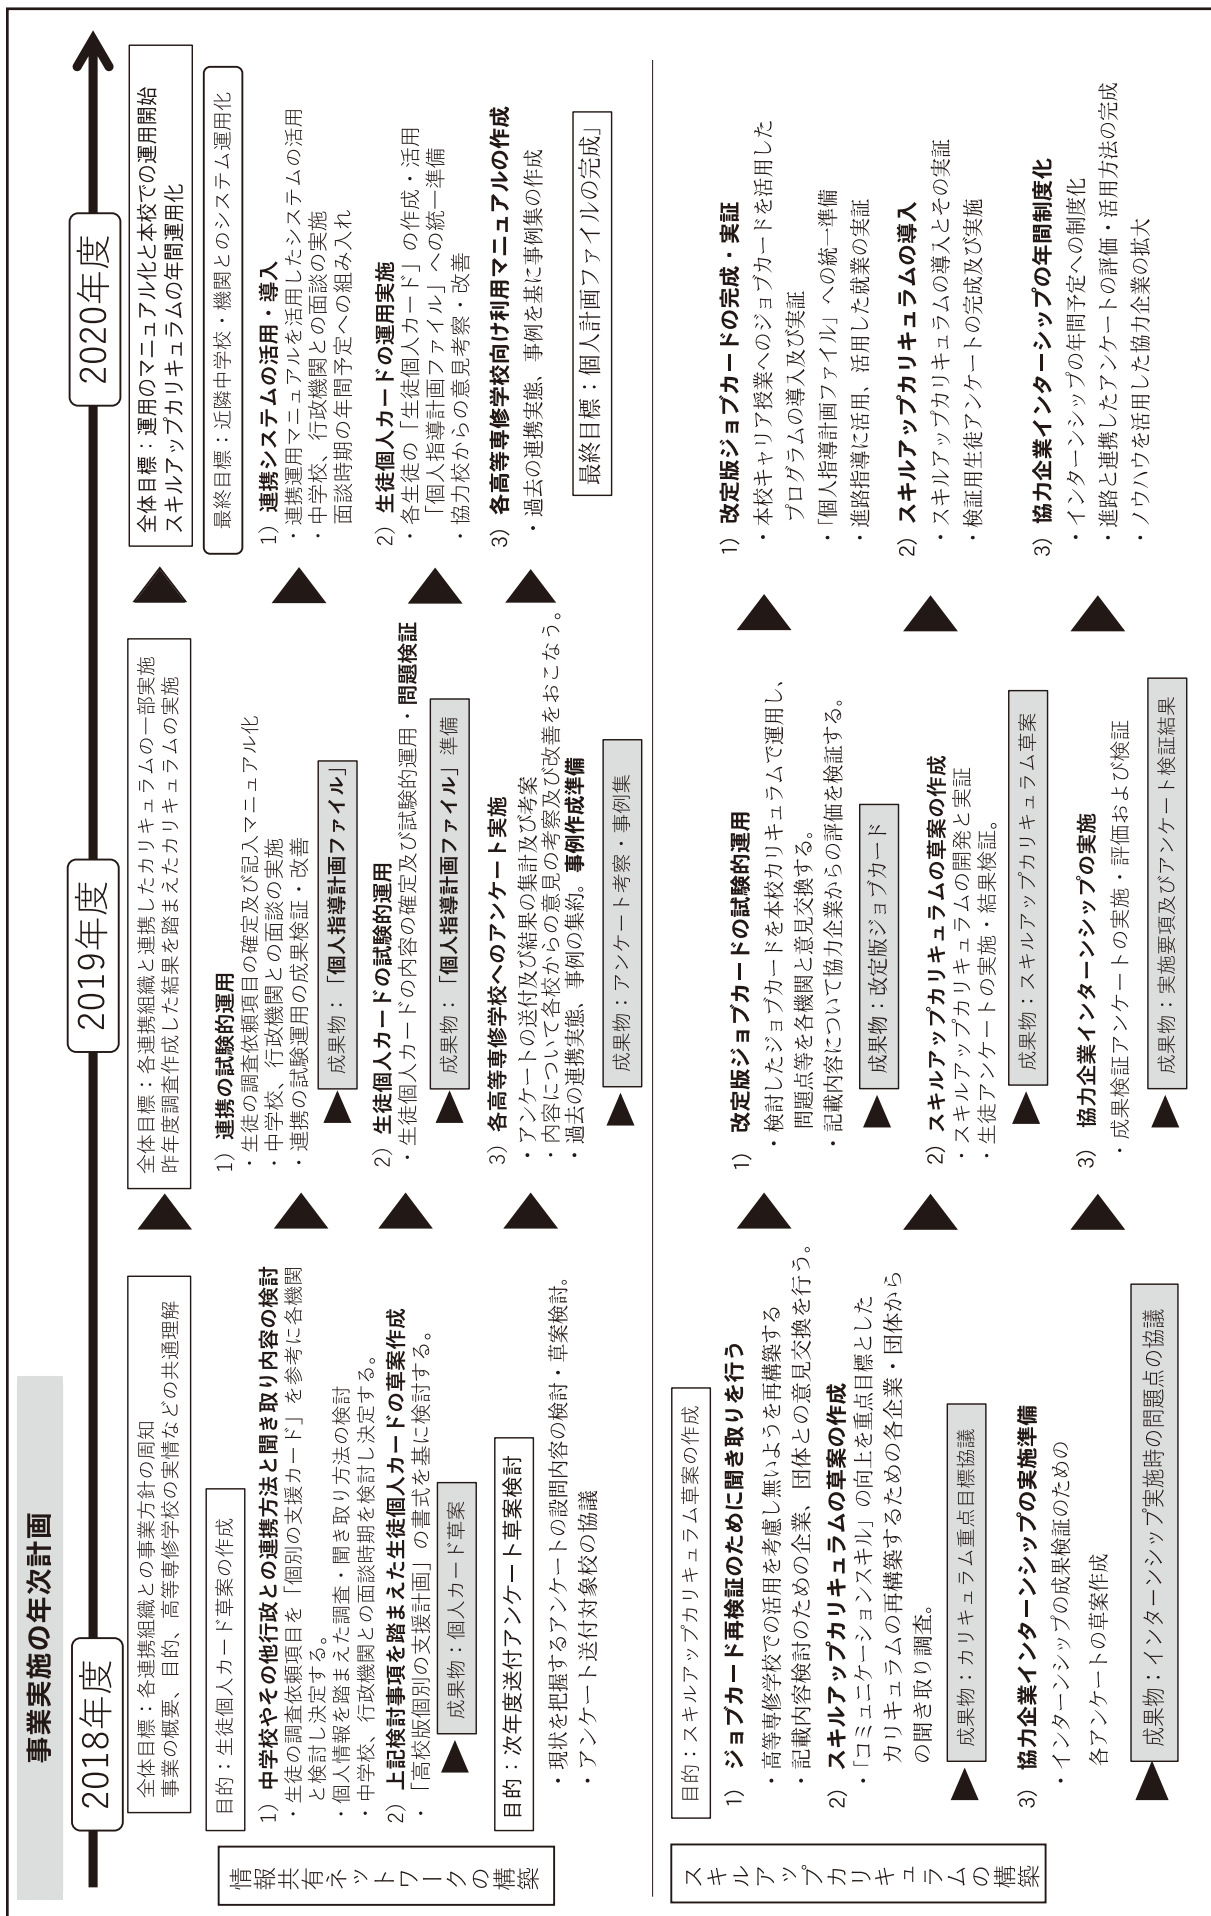 事業実施の年次計画
2018年度
2019年度
2020年度
情報共有ネットワークの構築
全体目標：各連携組織との事業方針の周知
事業の概要、目的、高等専修学校の実情などの共通理解
目的：生徒個人カード草案の作成
1）中学校やその他行政との連携方法と聞き取り内容の検討
・生徒の調査依頼項目を「個別の支援カード」を参考に各機関
と検討し決定する。
・個人情報を踏まえた調査・聞き取り方法の検討
・中学校、行政機関との面談時期を検討し決定する。
2）上記検討事項を踏まえた生徒個人カードの草案作成
・「高校版個別の支援計画」の書式を基に検討する。
成果物：個人カード草案
目的：次年度送付アンケート草案検討
・現状を把握するアンケートの設問内容の検討・草案検討。
・アンケート送付対象校の協議
全体目標：各連携組織と連携したカリキュラムの一部実施
昨年度調査作成した結果を踏まえたカリキュラムの実施
1）連携の試験的運用
・生徒の調査依頼項目の確定及び記入マニュアル化
・中学校、行政機関との面談の実施
・連携の試験運用の成果検証・改善
成果物：「個人指導計画ファイル」
2）生徒個人カードの試験的運用
・生徒個人カードの内容の確定及び試験的運用・問題検証
成果物：「個人指導計画ファイル」準備
3）各高等専修学校へのアンケート実施
・アンケートの送付及び結果の集計及び考案
・内容について各校からの意見の考察及び改善をおこなう。
・過去の連携実態、事例の集約。事例作成準備
成果物：アンケート考察・事例集
全体目標：運用のマニュアル化と本校での運用開始
スキルアップカリキュラムの年間運用化
最終目標：近隣中学校・機関とのシステム運用化
1）連携システムの活用・導入
・連携運用マニュアルを活用したシステムの活用
・中学校、行政機関との面談の実施
面談時期の年間予定への組み入れ
2）生徒個人カードの運用実施
・各生徒の「生徒個人カード」の作成・活用
「個人指導計画ファイル」への統一準備
・協力校からの意見考察・改善
3）各高等専修学校向け利用マニュアルの作成
・過去の連携実態、事例を基に事例集の作成
最終目標：「個人計画ファイルの完成」
スキルアップカリキュラムの構築
目的：スキルアップカリキュラム草案の作成
1）ジョブカード再検証のために聞き取りを行う
・高等専修学校での活用を考慮し無いようを再構築する
・記載内容検討のための企業、団体との意見交換を行う。
2）スキルアップカリキュラムの草案の作成
・「コミュニケーションスキル」の向上を重点目標とした
カリキュラムの再構築するための各企業・団体から
の聞き取り調査。
成果物：カリキュラム重点目標協議
3）協力企業インターンシップの実施準備
・インターンシップの成果検証のための
各アンケートの草案作成
成果物：インターンシップ実施時の問題点の協議
1）改定版ジョブカードの試験的運用
・検討したジョブカードを本校カリキュラムで運用し、
問題点等を各機関と意見交換する。
・記載内容について協力企業からの評価を検証する。
成果物：改定版ジョブカード
2）スキルアップカリキュラムの草案の作成
・スキルアップカリキュラムの開発と実証
・生徒アンケートの実施・結果検証。
成果物：スキルアップカリキュラム草案
3）協力企業インターンシップの実施
・成果検証アンケートの実施・評価および検証
成果物：実施要項及びアンケート検証結果
1）改定版ジョブカードの完成・実証
・本校キャリア授業へのジョブカードを活用した
プログラムの導入及び実証
・「個人指導計画ファイル」への統一準備
・進路指導に活用、活用した就業の実証
2）スキルアップカリキュラムの導入
・スキルアップカリキュラムの導入とその実証
・検証用生徒アンケートの完成及び実施
3）協力企業インターシップの年間制度化
・インターンシップの年間予定への制度化
・進路と連携したアンケートの評価・活用方法の完成
・ノウハウを活用した協力企業の拡大